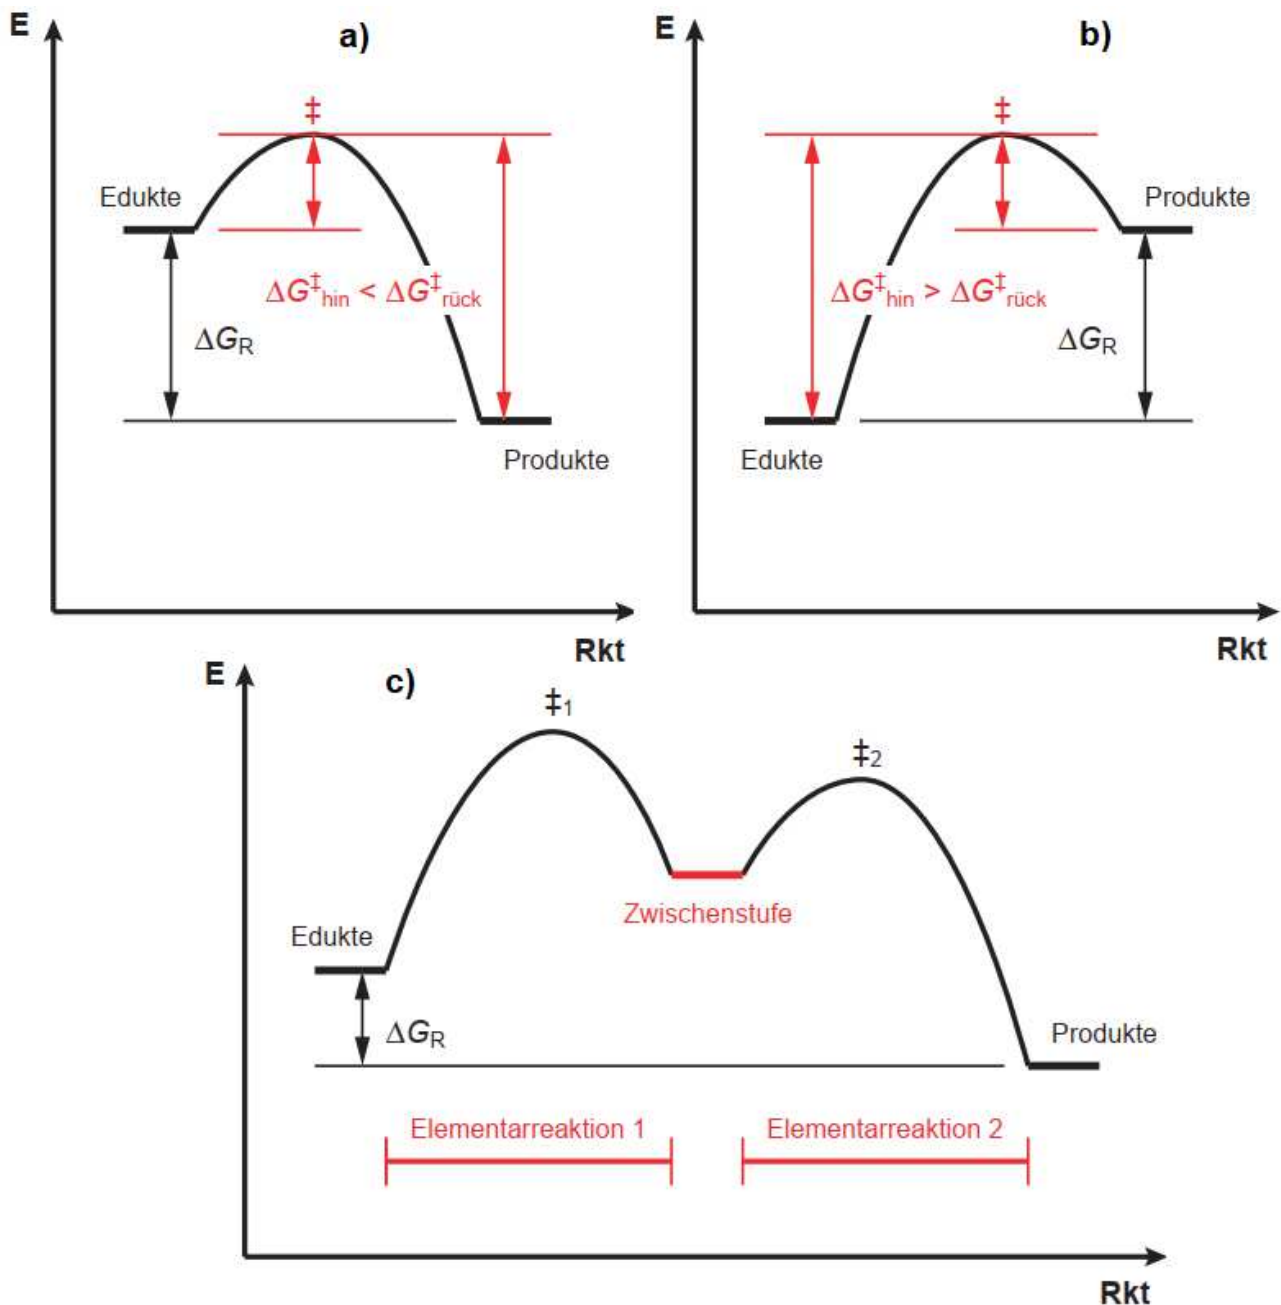 E
a)
‡
Edukte
ΔG‡hin < ΔG‡rück
ΔGR
Produkte
Rkt
E
b)
‡
Produkte
ΔG‡hin > ΔG‡rück
ΔGR
Edukte
Rkt
E
c)
‡1
‡2
Zwischenstufe
Edukte
ΔGR
Produkte
Elementarreaktion 1
Elementarreaktion 2
Rkt